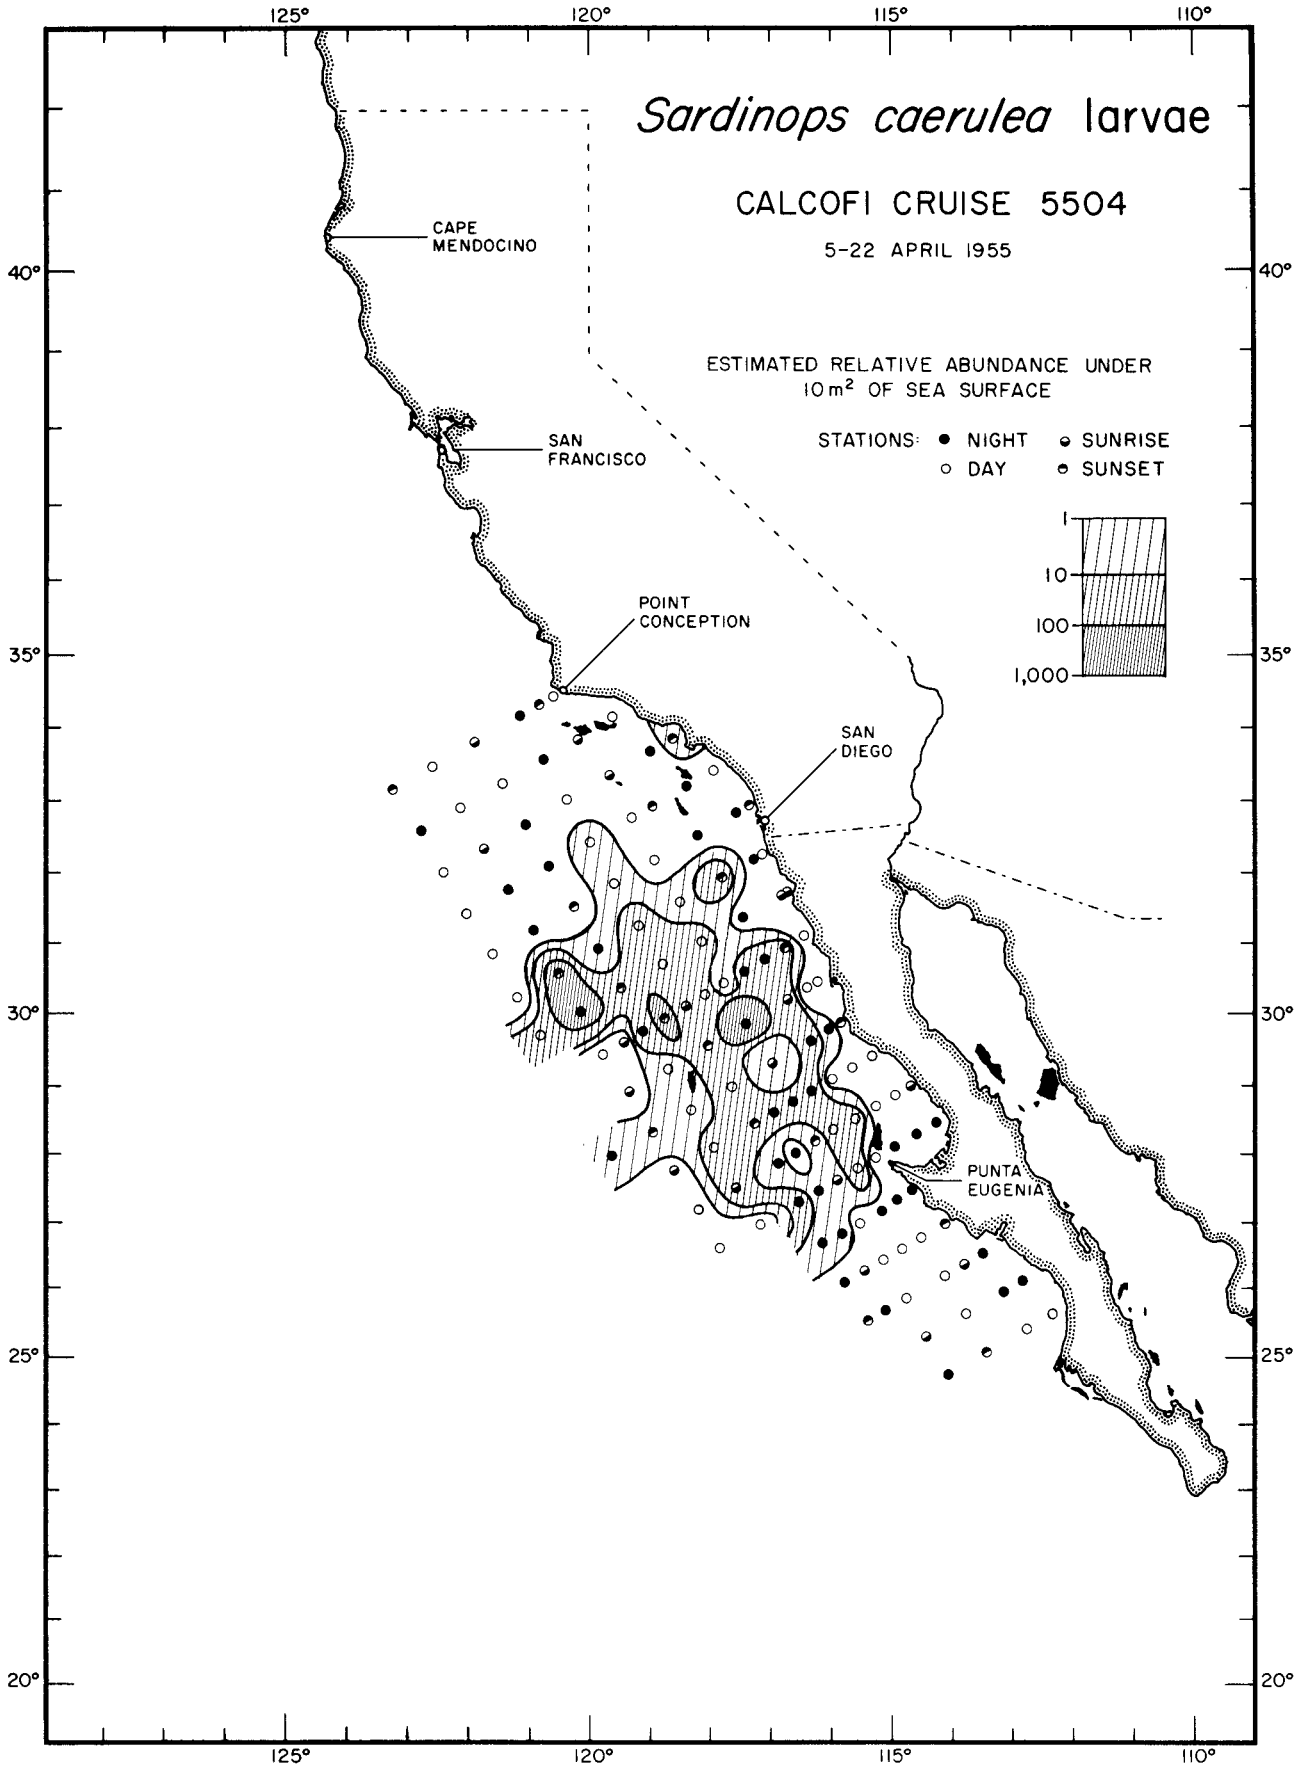 125° 120° 115° 110°
Sardinops caerulea larvae
CALCOFI CRUISE 5504
5-22 APRIL 1955
CAPE
MENDOCINO
40° 40°
ESTIMATED RELATIVE ABUNDANCE UNDER
10 m² OF SEA SURFACE
STATIONS: NIGHT SUNRISE
DAY SUNSET
SAN
FRANCISCO
1
10
100
1,000
POINT
CONCEPTION
35° 35°
SAN
DIEGO
30° 30°
PUNTA
EUGENIA
25° 25°
20° 20°
125° 120° 115° 110°